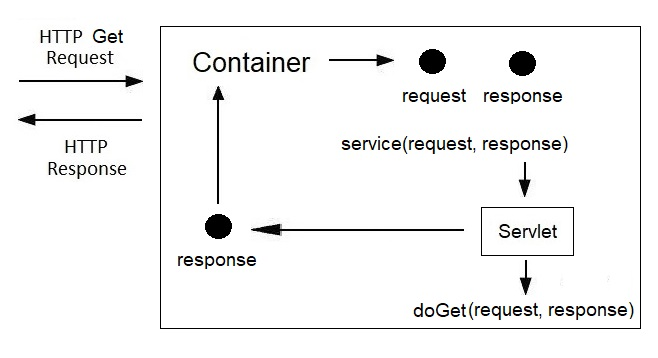 HTTP Get
Request
HTTP
Response
Container
request response
service(request, response)
Servlet
response
doGet(request, response)